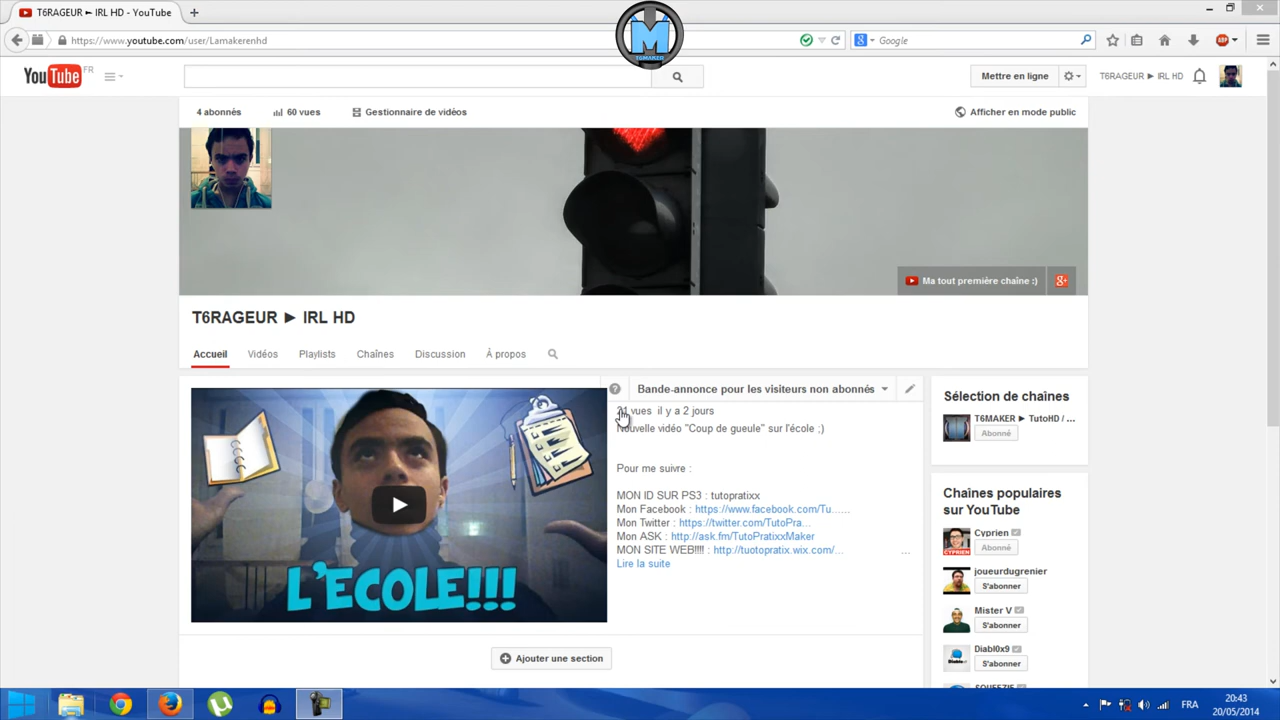 T6RAGEUR ► IRL HD - YouTube
https://www.youtube.com/user/Lamakerenhd
Google
M
T6MAKER
YouTube FR
Mettre en ligne
T6RAGEUR ► IRL HD
4 abonnés
60 vues
Gestionnaire de vidéos
Afficher en mode public
Ma tout première chaîne :)
T6RAGEUR ► IRL HD
Accueil
Vidéos
Playlists
Chaînes
Discussion
À propos
Bande-annonce pour les visiteurs non abonnés
21 vues il y a 2 jours
Nouvelle vidéo "Coup de gueule" sur l'école ;)
Pour me suivre :
MON ID SUR PS3 : tutopratixx
Mon Facebook : https://www.facebook.com/Tu......
Mon Twitter : https://twitter.com/TutoPra...
Mon ASK : http://ask.fm/TutoPratixxMaker
MON SITE WEB!!!! : http://tuotopratix.wix.com/... ...
Lire la suite
'ECOLE!!!
Ajouter une section
Sélection de chaînes
T6MAKER ► TutoHD / ...
Abonné
Chaînes populaires
sur YouTube
Cyprien
CYPRIEN
Abonné
joueurdugrenier
S'abonner
Mister V
S'abonner
Diabl0x9
S'abonner
FRA
20:43
20/05/2014